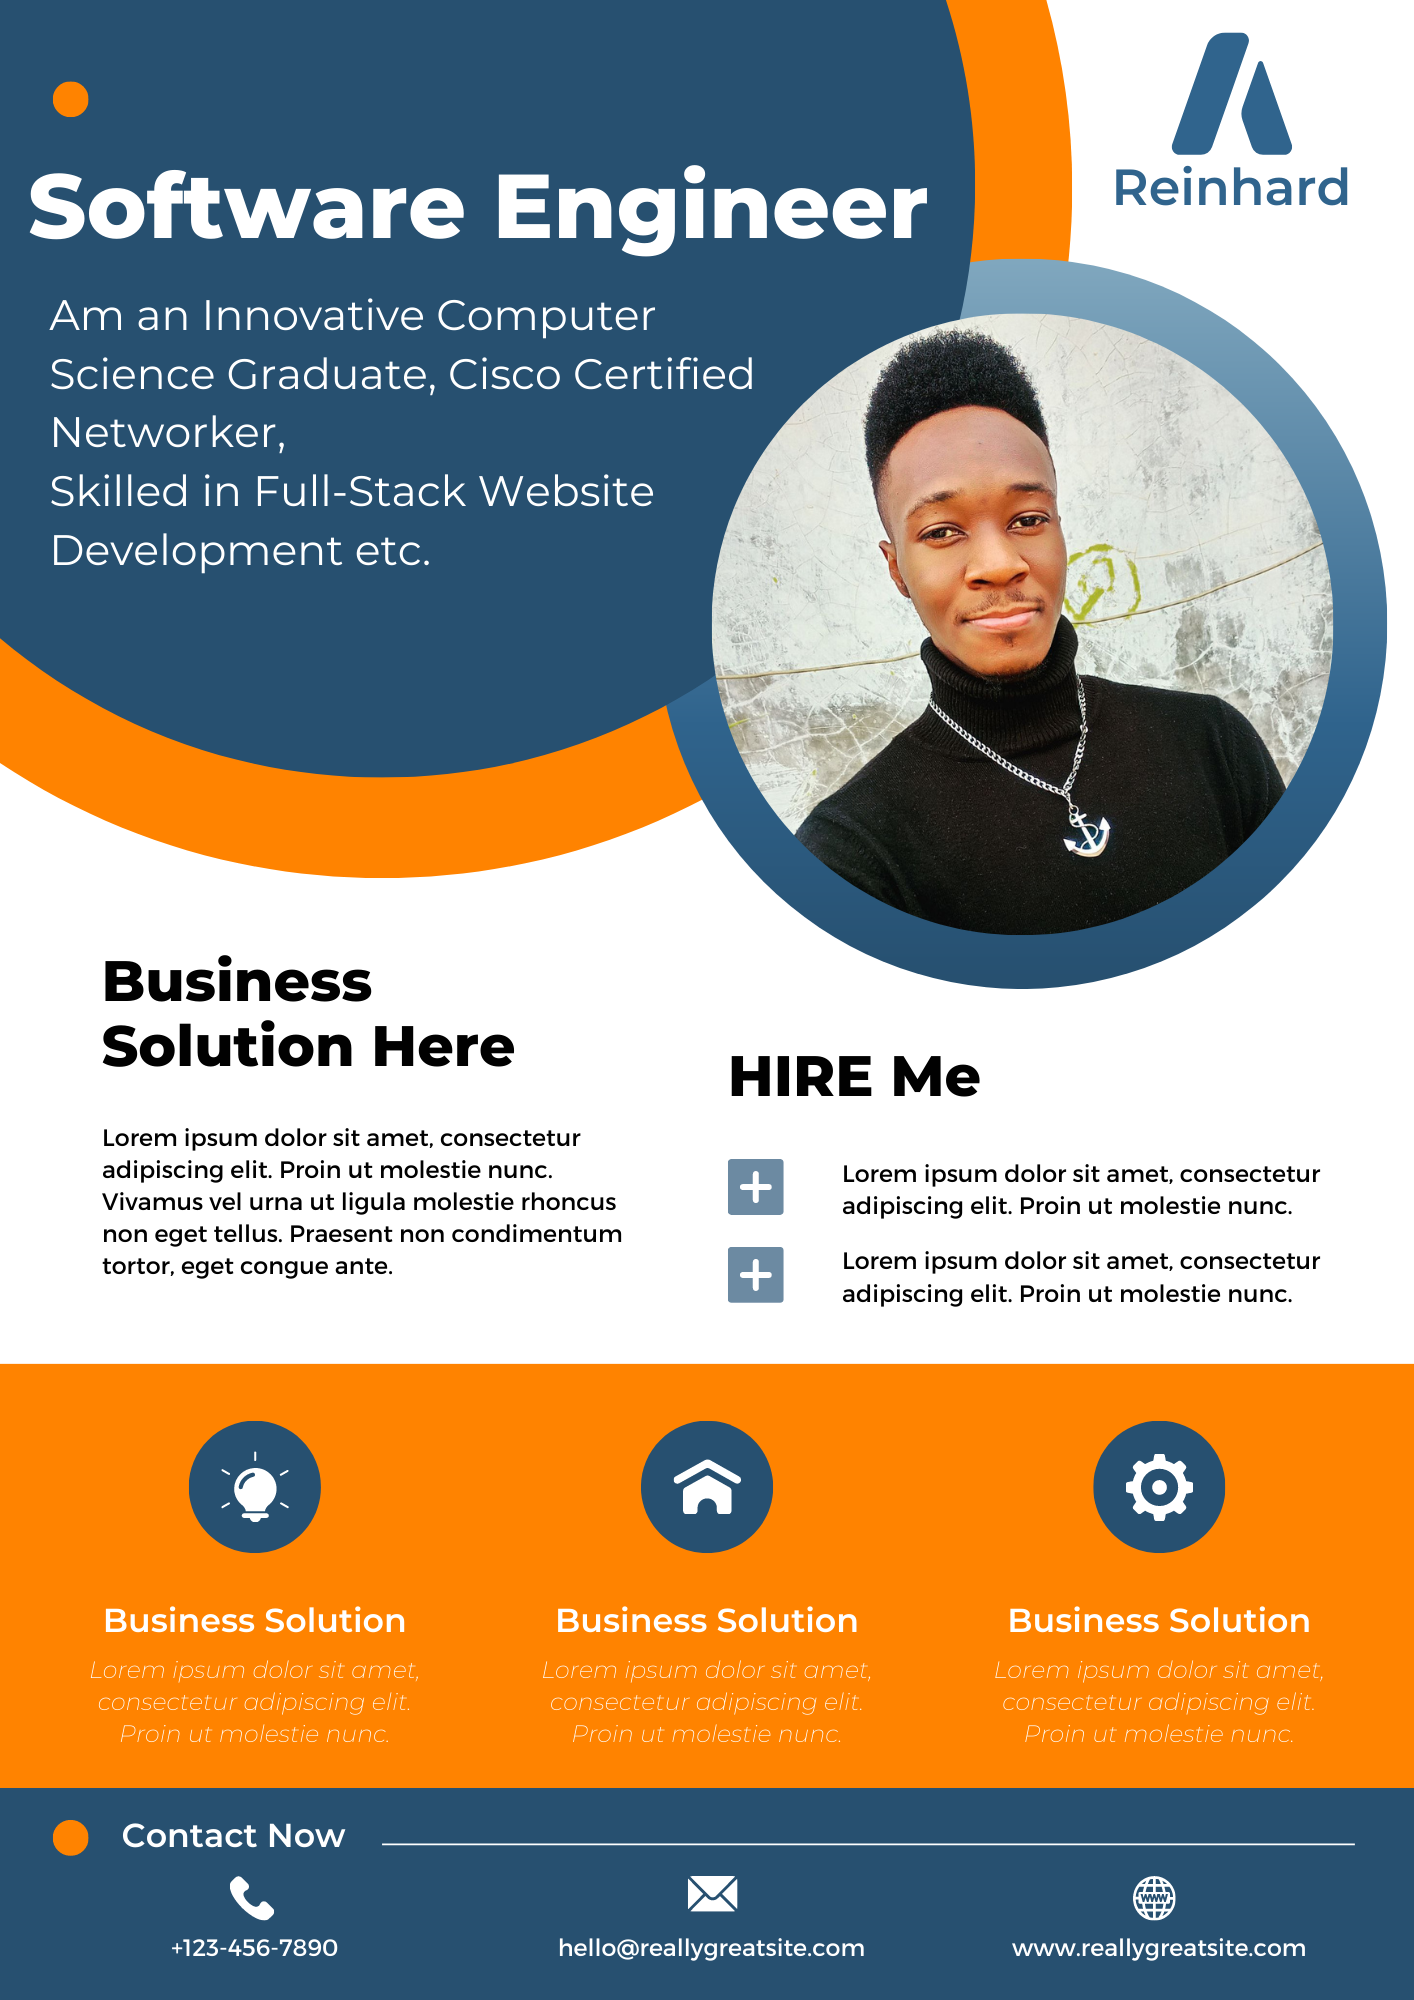 Reinhard
Software Engineer
Am an Innovative Computer
Science Graduate, Cisco Certified
Networker,
Skilled in Full-Stack Website
Development etc.
Business
Solution Here
Lorem ipsum dolor sit amet, consectetur
adipiscing elit. Proin ut molestie nunc.
Vivamus vel urna ut ligula molestie rhoncus
non eget tellus. Praesent non condimentum
tortor, eget congue ante.
HIRE Me
Lorem ipsum dolor sit amet, consectetur
adipiscing elit. Proin ut molestie nunc.
Lorem ipsum dolor sit amet, consectetur
adipiscing elit. Proin ut molestie nunc.
Business Solution
Lorem ipsum dolor sit amet,
consectetur adipiscing elit.
Proin ut molestie nunc.
Business Solution
Lorem ipsum dolor sit amet,
consectetur adipiscing elit.
Proin ut molestie nunc.
Business Solution
Lorem ipsum dolor sit amet,
consectetur adipiscing elit.
Proin ut molestie nunc.
Contact Now
+123-456-7890
hello@reallygreatsite.com
www
www.reallygreatsite.com